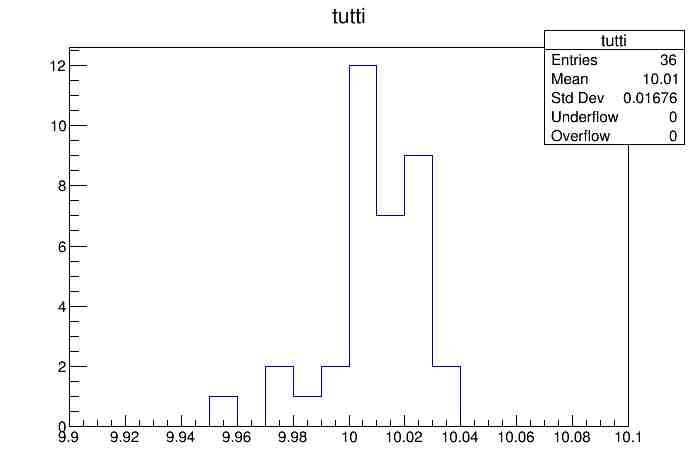 tutti
tutti
Entries 36
Mean 10.01
Std Dev 0.01676
Underflow 0
Overflow 0
12
10
8
6
4
2
0
9.9 9.92 9.94 9.96 9.98 10 10.02 10.04 10.06 10.08 10.1